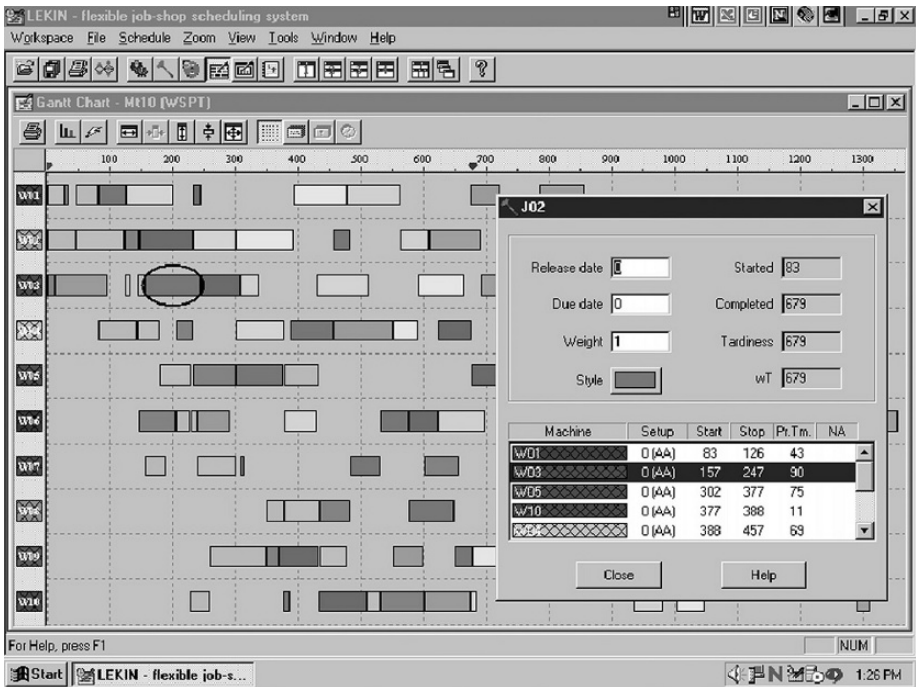 LEKIN - flexible job-shop scheduling system
Workspace File Schedule Zoom View Tools Window Help
Gantt Chart - Mt10 (WSPT)
100 200 300 400 500 600 700 800 900 1000 1100 1200 1300
W01
J02
Release date 0 Started 83
Due date 0 Completed 679
Weight 1 Tardiness 679
Style wT 679
Machine Setup Start Stop Pr.Tm. NA
W01 0 (AA) 83 126 43
W03 0 (AA) 157 247 90
W05 0 (AA) 302 377 75
W10 0 (AA) 377 388 11
0 (AA) 388 457 69
Close Help
W03
W05
W06
W07
W09
W10
For Help, press F1 NUM
Start LEKIN - flexible job-s... 1:26 PM